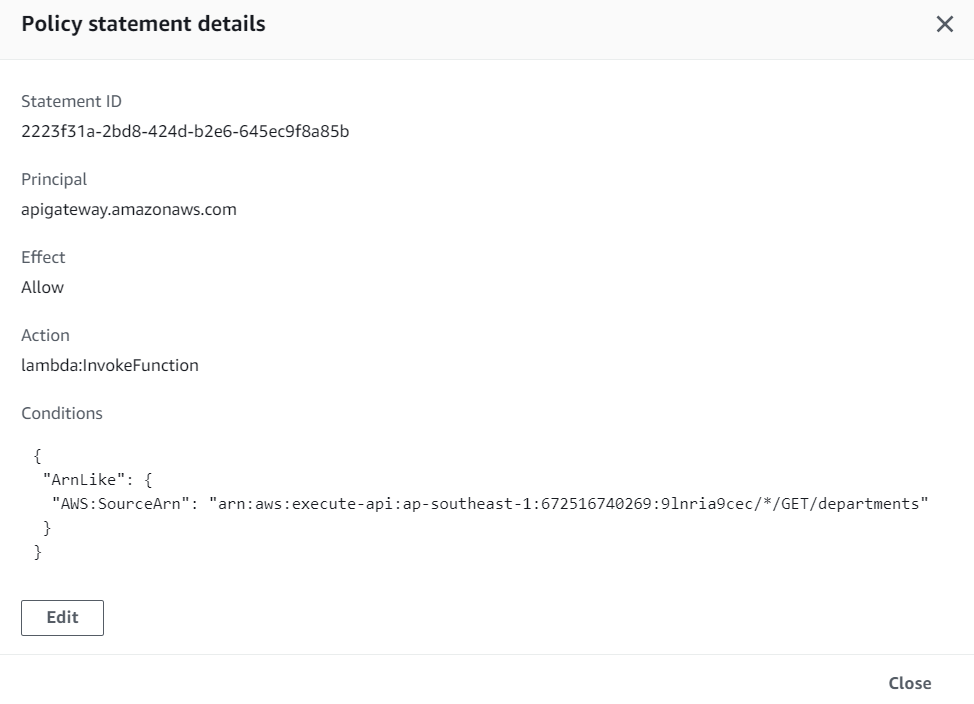 Policy statement details
Statement ID
2223f31a-2bd8-424d-b2e6-645ec9f8a85b
Principal
apigateway.amazonaws.com
Effect
Allow
Action
lambda:InvokeFunction
Conditions
{
"ArnLike": {
"AWS:SourceArn": "arn:aws:execute-api:ap-southeast-1:672516740269:9lnria9cec/*/GET/departments"
}
}
Edit
Close